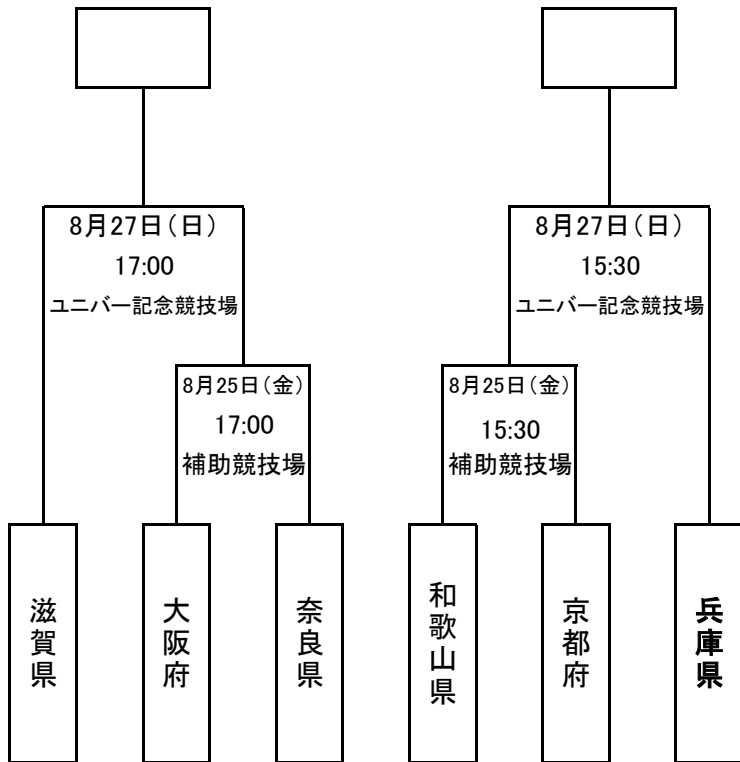 8月27日（日）
17:00
ユニバー記念競技場
8月27日（日）
15:30
ユニバー記念競技場
8月25日（金）
17:00
補助競技場
8月25日（金）
15:30
補助競技場
滋賀県
大阪府
奈良県
和歌山県
京都府
兵庫県